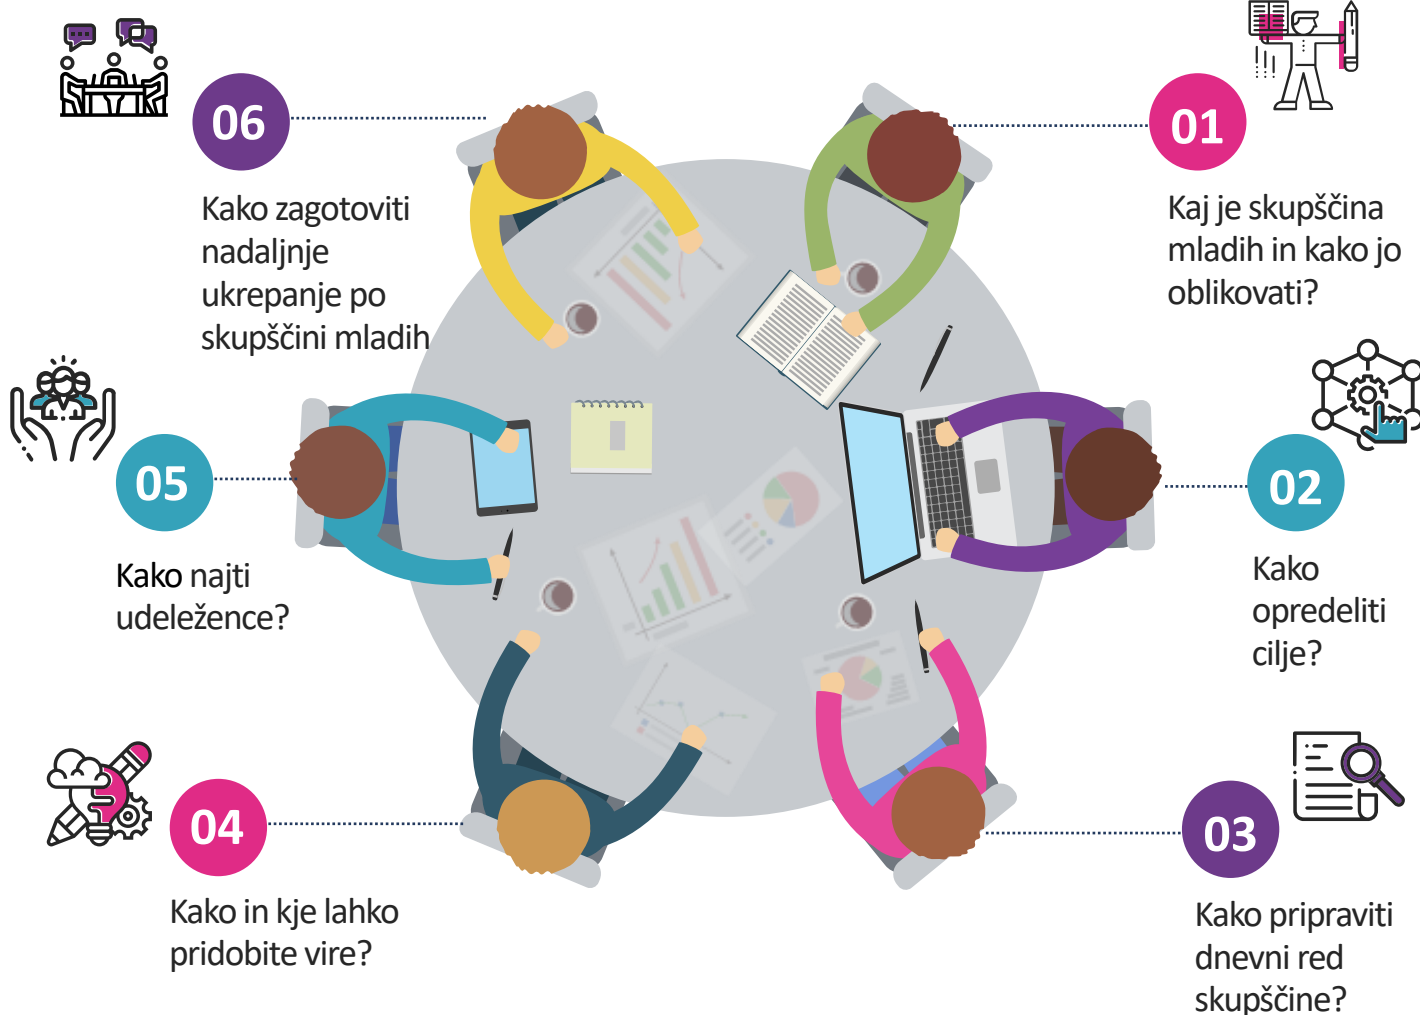 01
Kaj je skupščina
mladih in kako jo
oblikovati?
02
Kako
opredeliti
cilje?
03
Kako pripraviti
dnevni red
skupščine?
04
Kako in kje lahko
pridobite vire?
05
Kako najti
udeležence?
06
Kako zagotoviti
nadaljnje
ukrepanje po
skupščini mladih